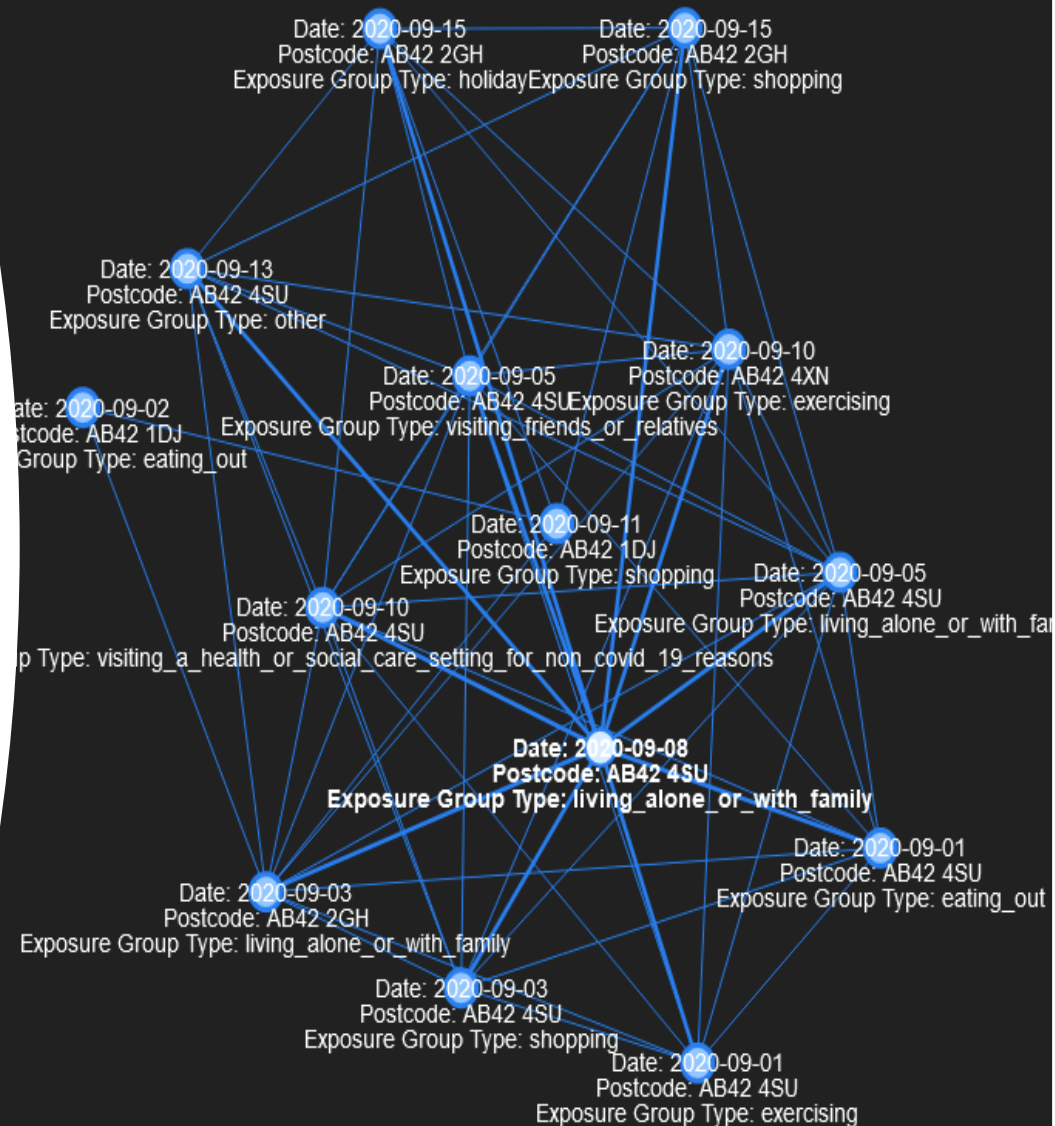 Date: 2020-09-15
Postcode: AB42 2GH
Exposure Group Type: holiday
Date: 2020-09-15
Postcode: AB42 2GH
Exposure Group Type: shopping
Date: 2020-09-13
Postcode: AB42 4SU
Exposure Group Type: other
Date: 2020-09-10
Postcode: AB42 4XN
Exposure Group Type: exercising
Date: 2020-09-05
Postcode: AB42 4SU
Exposure Group Type: visiting_friends_or_relatives
ate: 2020-09-02
stcode: AB42 1DJ
Group Type: eating_out
Date: 2020-09-11
Postcode: AB42 1DJ
Exposure Group Type: shopping
Date: 2020-09-05
Postcode: AB42 4SU
Exposure Group Type: living_alone_or_with_far
Date: 2020-09-10
Postcode: AB42 4SU
p Type: visiting_a_health_or_social_care_setting_for_non_covid_19_reasons
Date: 2020-09-08
Postcode: AB42 4SU
Exposure Group Type: living_alone_or_with_family
Date: 2020-09-01
Postcode: AB42 4SU
Exposure Group Type: eating_out
Date: 2020-09-03
Postcode: AB42 2GH
Exposure Group Type: living_alone_or_with_family
Date: 2020-09-03
Postcode: AB42 4SU
Exposure Group Type: shopping
Date: 2020-09-01
Postcode: AB42 4SU
Exposure Group Type: exercising